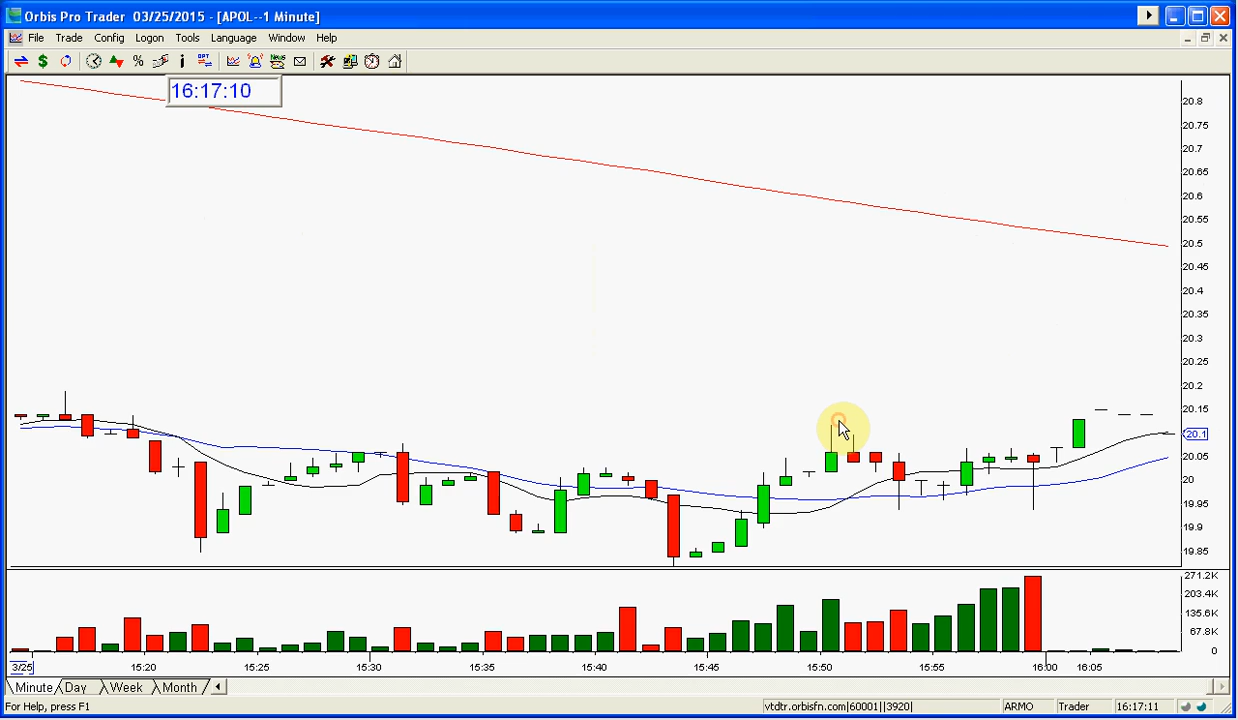 Orbis Pro Trader 03/25/2015 - [APOL--1 Minute]
File Trade Config Logon Tools Language Window Help
$ % i OPT News
16:17:10
20.8
20.75
20.7
20.65
20.6
20.55
20.5
20.45
20.4
20.35
20.3
20.25
20.2
20.15
20.1
20.05
20
19.95
19.9
19.85
271.2K
203.4K
135.6K
67.8K
0
3/25 15:20 15:25 15:30 15:35 15:40 15:45 15:50 15:55 16:00 16:05
Minute Day Week Month
For Help, press F1 vtdtr.orbisfn.com|60001||3920| ARMO Trader 16:17:11